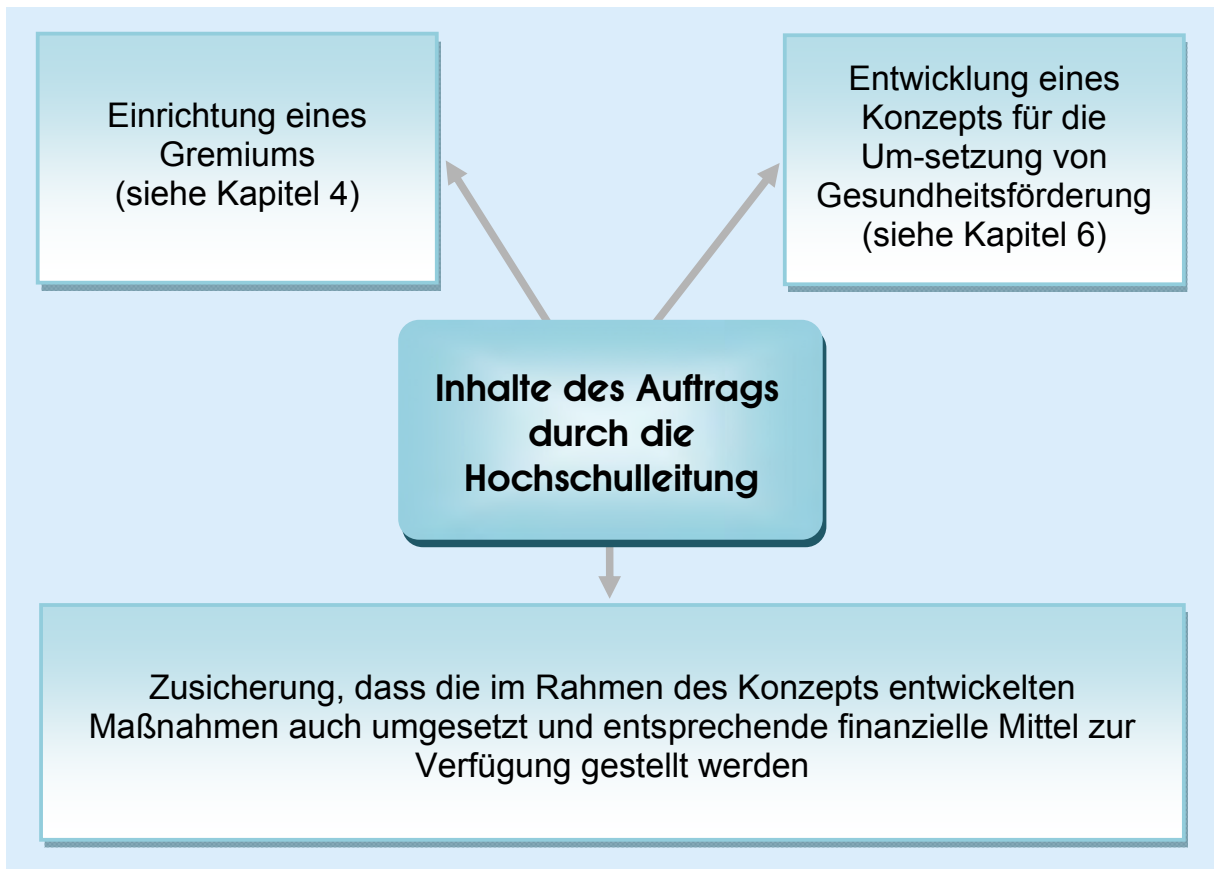 Einrichtung eines
Gremiums
(siehe Kapitel 4)
Entwicklung eines
Konzepts für die
Um-setzung von
Gesundheitsförderung
(siehe Kapitel 6)
Inhalte des Auftrags
durch die
Hochschulleitung
Zusicherung, dass die im Rahmen des Konzepts entwickelten
Maßnahmen auch umgesetzt und entsprechende finanzielle Mittel zur
Verfügung gestellt werden